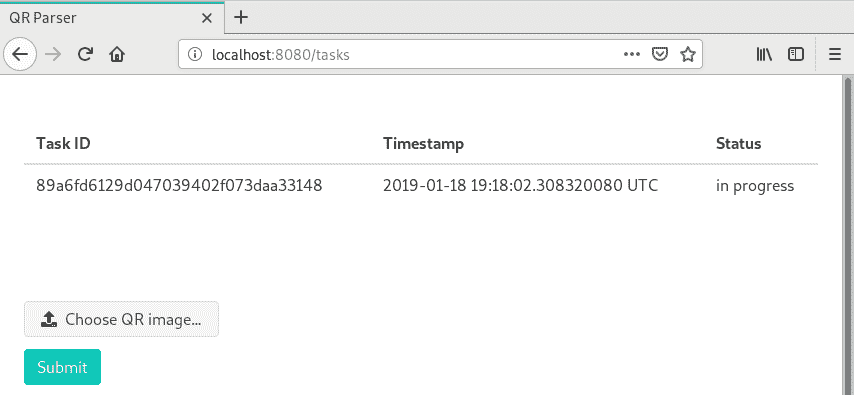 QR Parser
localhost:8080/tasks
Task ID Timestamp Status
89a6fd6129d047039402f073daa33148 2019-01-18 19:18:02.308320080 UTC in progress
Choose QR image...
Submit